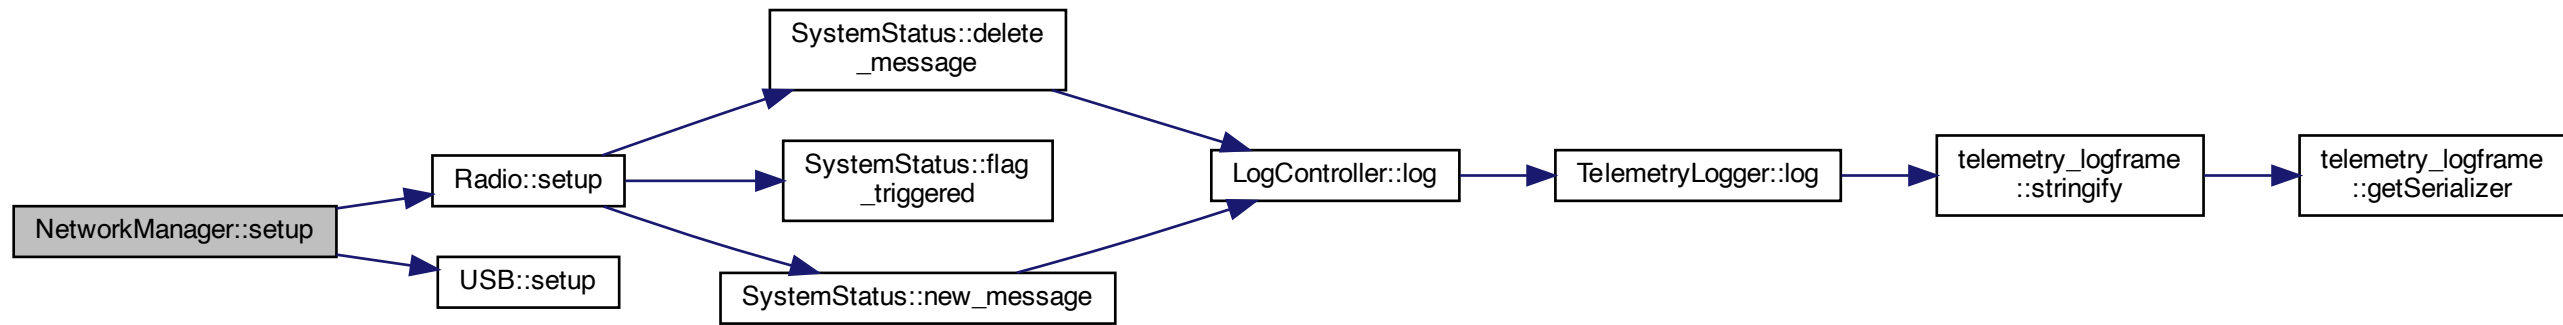 NetworkManager::setup
Radio::setup
USB::setup
SystemStatus::delete
_message
SystemStatus::flag
_triggered
SystemStatus::new_message
LogController::log
TelemetryLogger::log
telemetry_logframe
::stringify
telemetry_logframe
::getSerializer